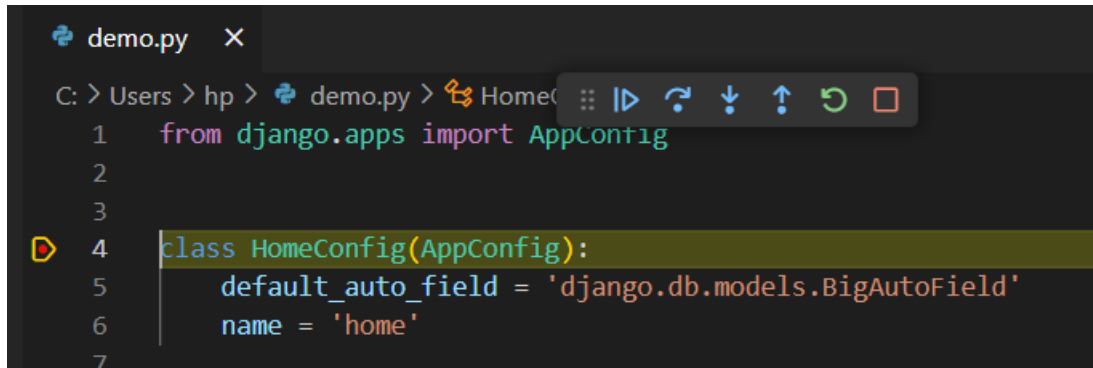 demo.py
C: > Users > hp > demo.py > Home
1 from django.apps import AppConfig
2
3
4 class HomeConfig(AppConfig):
5     default_auto_field = 'django.db.models.BigAutoField'
6     name = 'home'
7